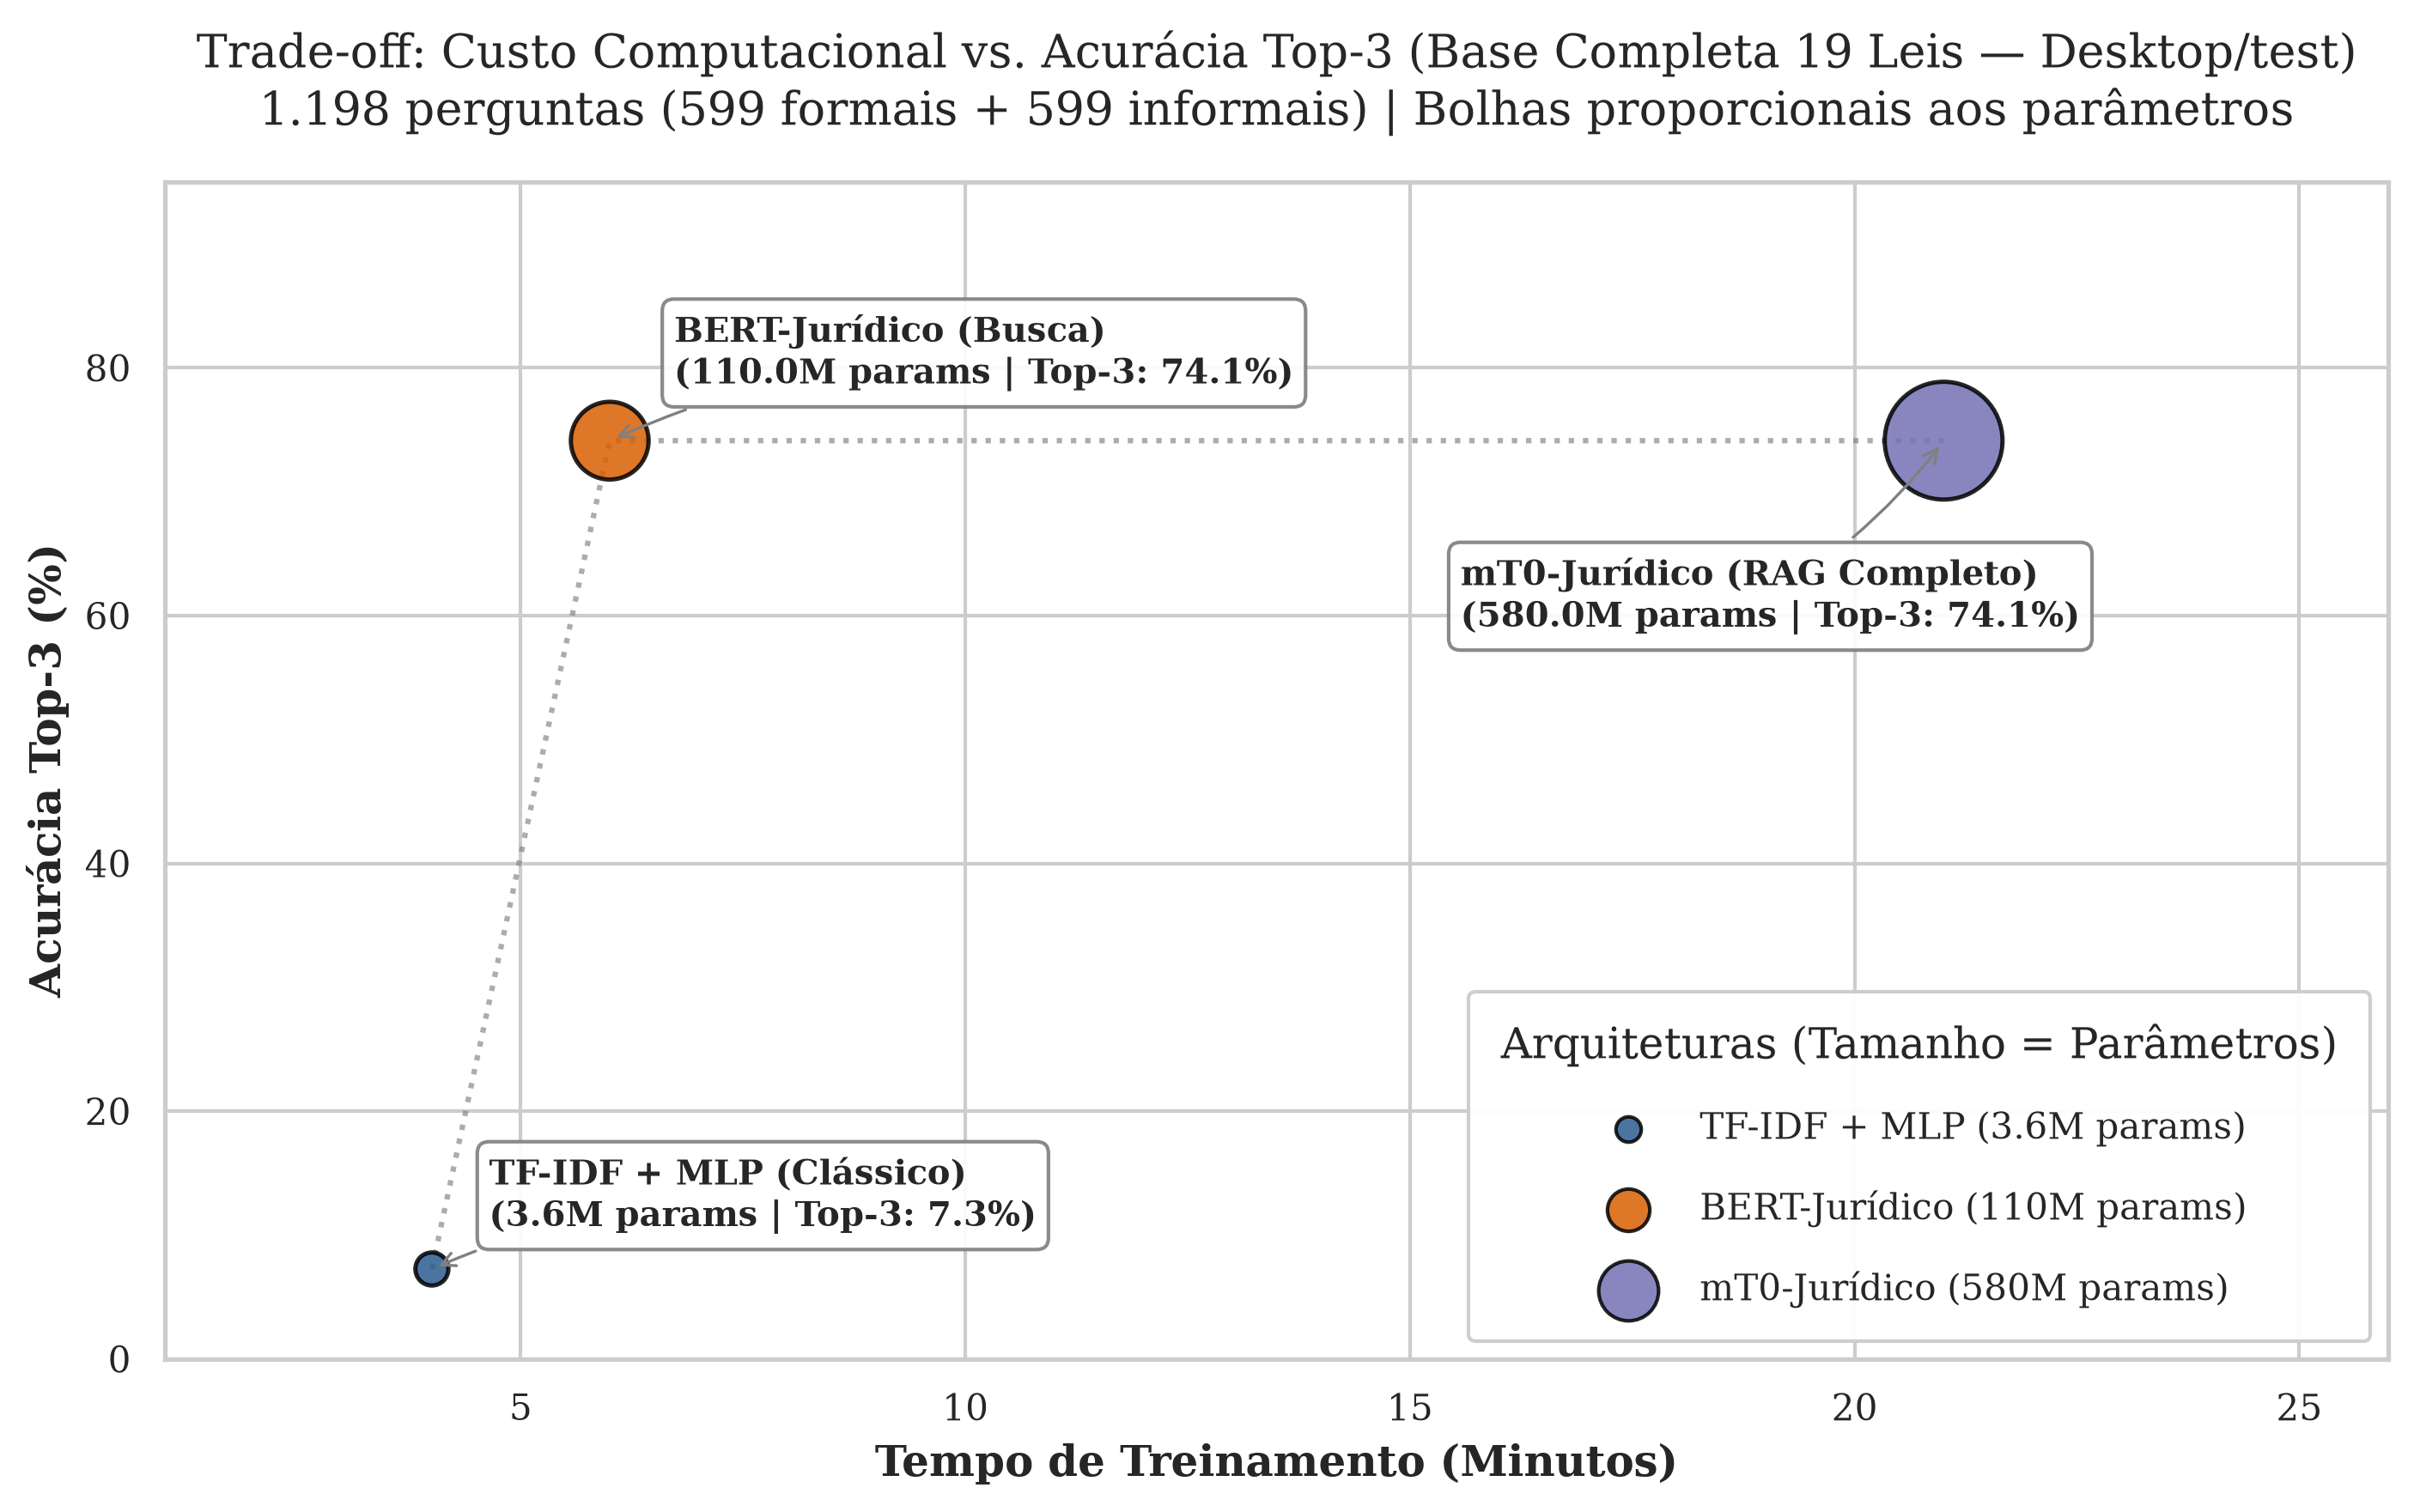 Trade-off: Custo Computacional vs. Acurácia Top-3 (Base Completa 19 Leis — Desktop/test)
1.198 perguntas (599 formais + 599 informais) | Bolhas proporcionais aos parâmetros
Acurácia Top-3 (%)
80
60
40
20
0
BERT-Jurídico (Busca)
(110.0M params | Top-3: 74.1%)
mT0-Jurídico (RAG Completo)
(580.0M params | Top-3: 74.1%)
TF-IDF + MLP (Clássico)
(3.6M params | Top-3: 7.3%)
Arquiteturas (Tamanho = Parâmetros)
TF-IDF + MLP (3.6M params)
BERT-Jurídico (110M params)
mT0-Jurídico (580M params)
5
10
15
20
25
Tempo de Treinamento (Minutos)